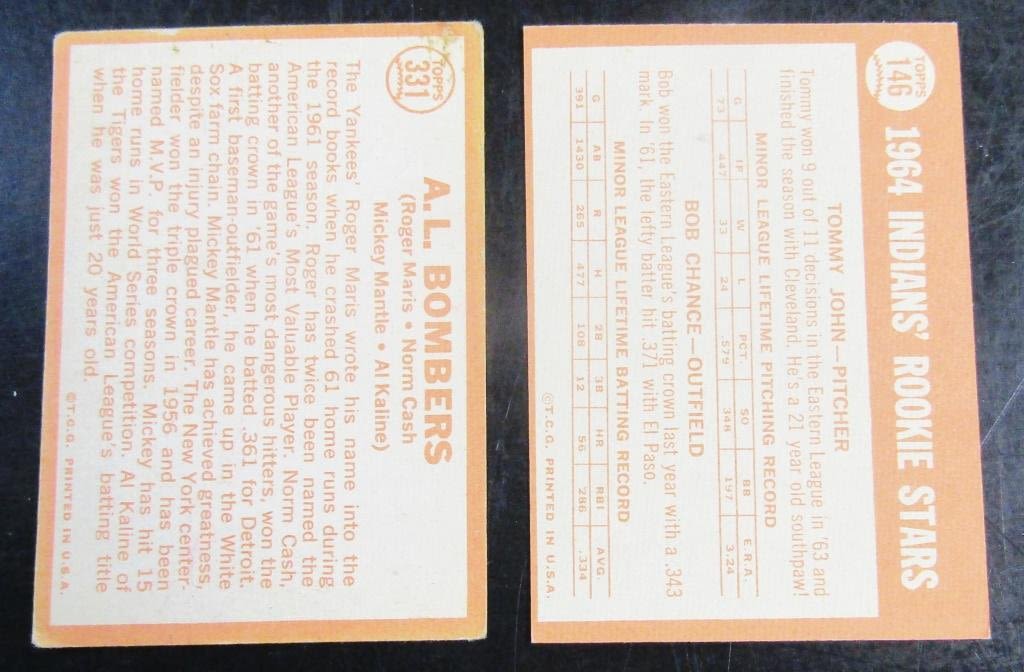 TOPPS
331
A. L. BOMBERS
(Roger Maris • Norm Cash
Mickey Mantle • Al Kaline)
The Yankees' Roger Maris wrote his name into the
record books when he crashed 61 home runs during
the 1961 season. Roger has twice been named the
American League's Most Valuable Player. Norm Cash,
another of the game's most dangerous hitters, won the
batting crown in '61 when he batted .361 for Detroit.
A first baseman-outfielder, he came up in the White
Sox farm chain. Mickey Mantle has achieved greatness,
despite an injury plagued career. The New York center-
fielder won the triple crown in 1956 and has been
named M.V.P. for three seasons. Mickey has hit 15
home runs in World Series competition. Al Kaline of
the Tigers won the American League's batting title
when he was just 20 years old.
©T.C.G. PRINTED IN U.S.A.
TOPPS
146
1964 INDIANS' ROOKIE STARS
TOMMY JOHN—PITCHER
Tommy won 9 out of 11 decisions in the Eastern League in '63 and
finished the season with Cleveland. He's a 21 year old southpaw!
MINOR LEAGUE LIFETIME PITCHING RECORD
G IP W L PCT. SO BB E.R.A.
73 447 33 24 .579 348 197 3.24
BOB CHANCE—OUTFIELD
Bob won the Eastern League's batting crown last year with a .343
mark. In '61, the lefty batter hit .371 with El Paso.
MINOR LEAGUE LIFETIME BATTING RECORD
G AB R H 2B 3B HR RBI AVG.
391 1430 265 477 108 12 56 286 .334
©T.C.G. PRINTED IN U.S.A.